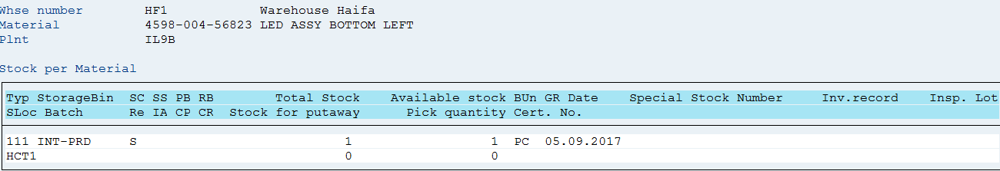 Whse number HF1 Warehouse Haifa
Material 4598-004-56823 LED ASSY BOTTOM LEFT
Plnt IL9B
Stock per Material
Typ StorageBin SC SS PB RB Total Stock Available stock BUn GR Date Special Stock Number Inv.record Insp. Lot
SLoc Batch Re IA CP CR Stock for putaway Pick quantity Cert. No.
111 INT-PRD S 1 1 PC 05.09.2017
HCT1 0 0